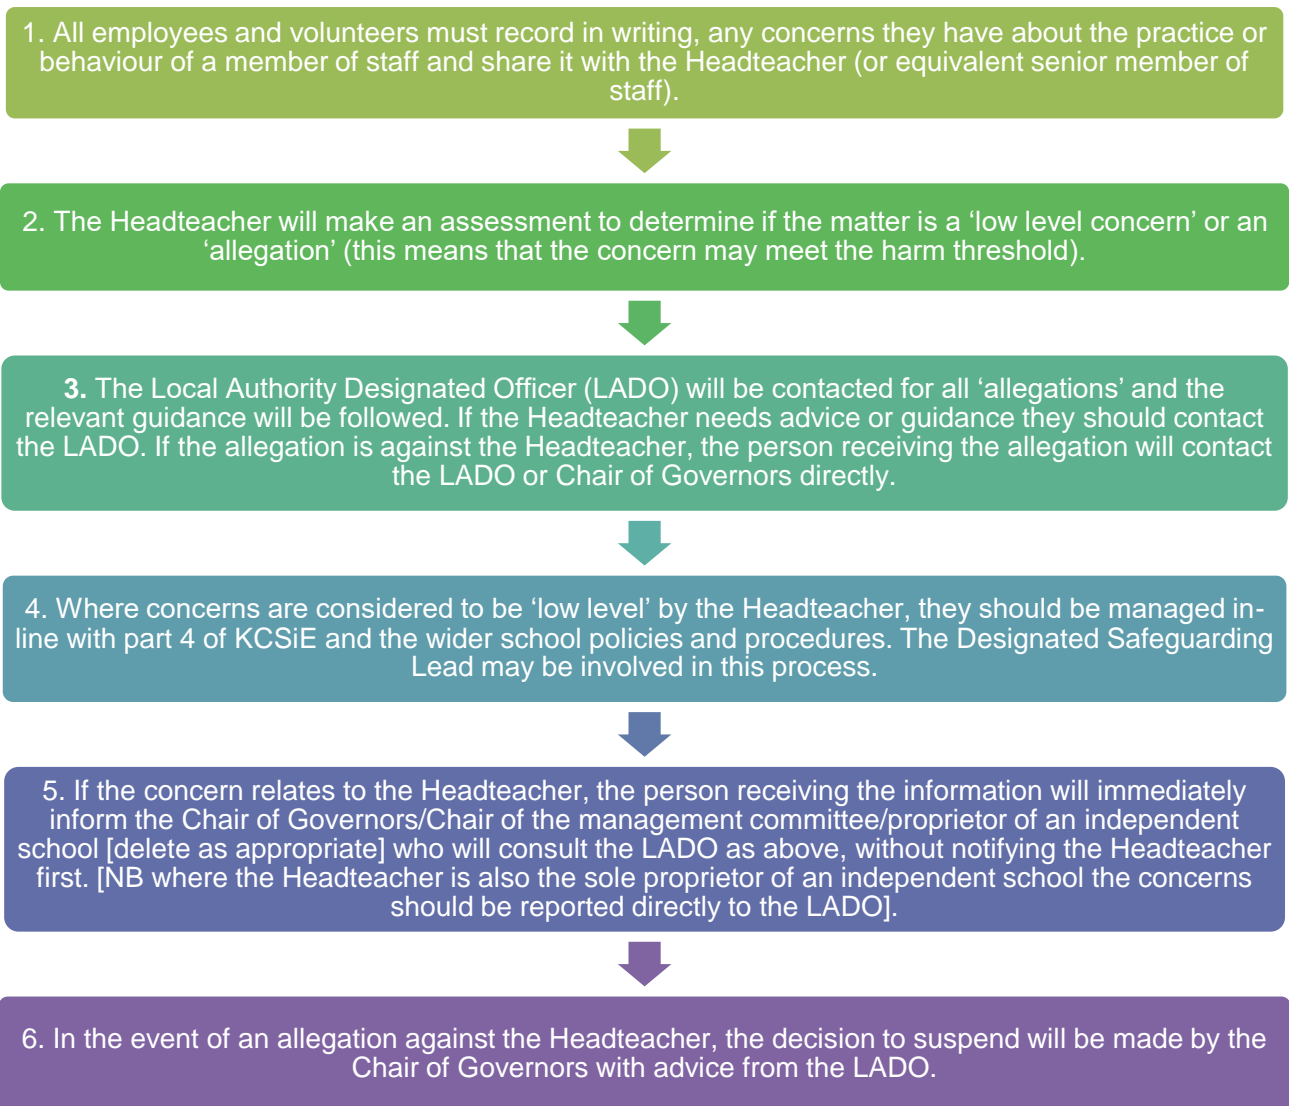 1. All employees and volunteers must record in writing, any concerns they have about the practice or
behaviour of a member of staff and share it with the Headteacher (or equivalent senior member of
staff).
2. The Headteacher will make an assessment to determine if the matter is a ‘low level concern’ or an
‘allegation’ (this means that the concern may meet the harm threshold).
3. The Local Authority Designated Officer (LADO) will be contacted for all ‘allegations’ and the
relevant guidance will be followed. If the Headteacher needs advice or guidance they should contact
the LADO. If the allegation is against the Headteacher, the person receiving the allegation will contact
the LADO or Chair of Governors directly.
4. Where concerns are considered to be ‘low level’ by the Headteacher, they should be managed in-
line with part 4 of KCSiE and the wider school policies and procedures. The Designated Safeguarding
Lead may be involved in this process.
5. If the concern relates to the Headteacher, the person receiving the information will immediately
inform the Chair of Governors/Chair of the management committee/proprietor of an independent
school [delete as appropriate] who will consult the LADO as above, without notifying the Headteacher
first. [NB where the Headteacher is also the sole proprietor of an independent school the concerns
should be reported directly to the LADO].
6. In the event of an allegation against the Headteacher, the decision to suspend will be made by the
Chair of Governors with advice from the LADO.